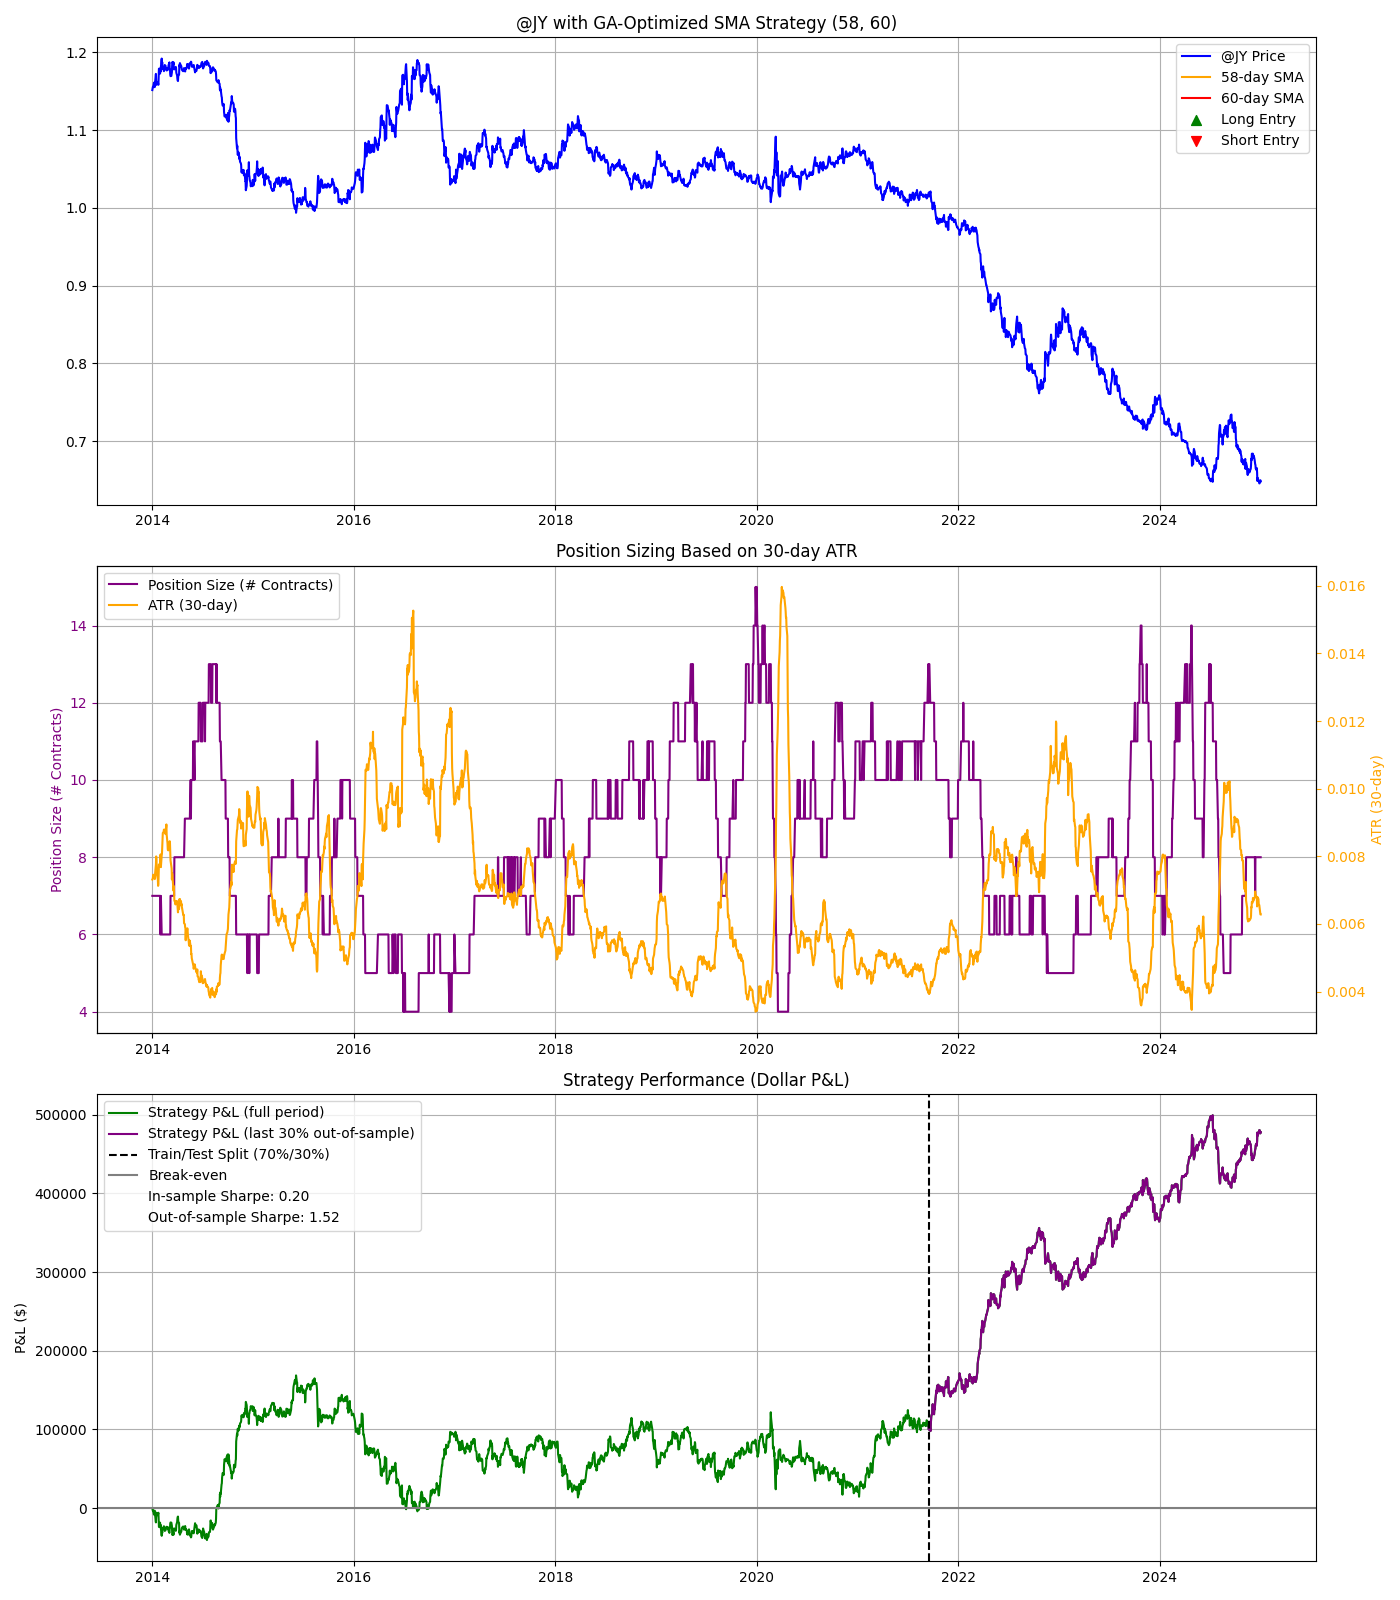 @JY with GA-Optimized SMA Strategy (58, 60)
@JY Price
58-day SMA
60-day SMA
Long Entry
Short Entry
1.2
1.1
1.0
0.9
0.8
0.7
2014 2016 2018 2020 2022 2024
Position Sizing Based on 30-day ATR
Position Size (# Contracts)
ATR (30-day)
Position Size (# Contracts)
14
12
10
8
6
4
ATR (30-day)
0.016
0.014
0.012
0.010
0.008
0.006
0.004
2014 2016 2018 2020 2022 2024
Strategy Performance (Dollar P&L)
Strategy P&L (full period)
Strategy P&L (last 30% out-of-sample)
Train/Test Split (70%/30%)
Break-even
In-sample Sharpe: 0.20
Out-of-sample Sharpe: 1.52
P&L ($)
500000
400000
300000
200000
100000
0
2014 2016 2018 2020 2022 2024